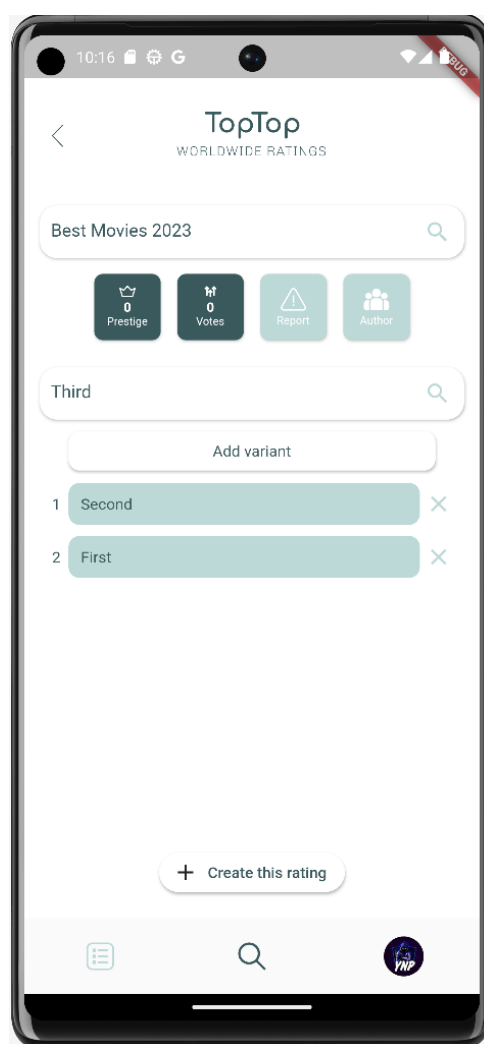 10:16 G
DEBUG
TopTop
WORLDWIDE RATINGS
Best Movies 2023
0 0
Prestige Votes Report Author
Third
Add variant
1 Second
2 First
+ Create this rating
YNP